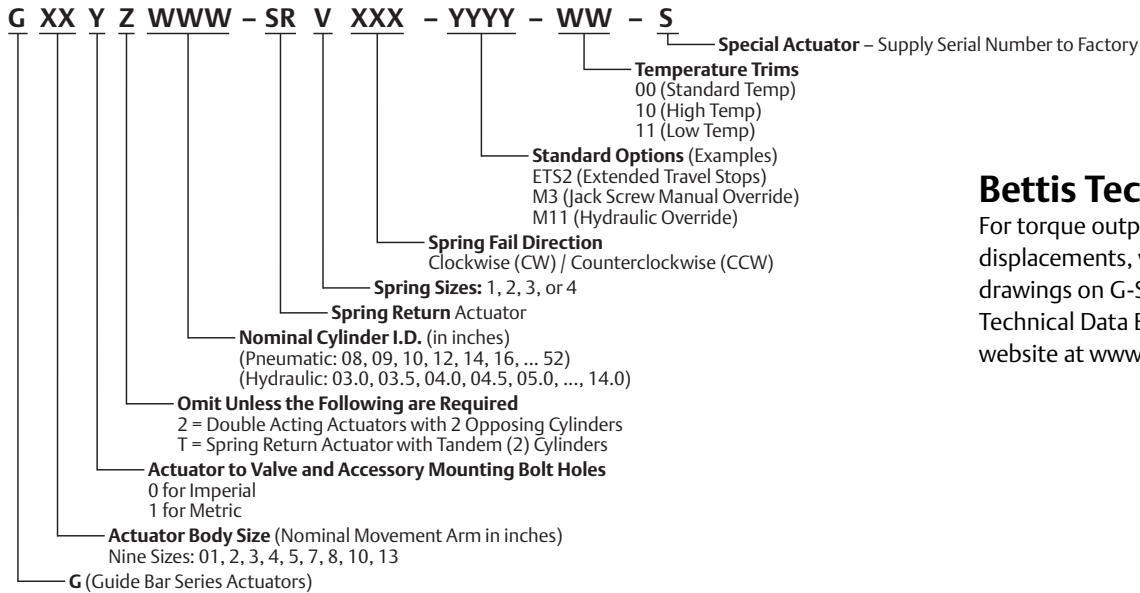 G XX Y Z WWW – SR V XXX – YYYY – WW – S
Special Actuator – Supply Serial Number to Factory
Temperature Trims
00 (Standard Temp)
10 (High Temp)
11 (Low Temp)
Standard Options (Examples)
ETS2 (Extended Travel Stops)
M3 (Jack Screw Manual Override)
M11 (Hydraulic Override)
Spring Fail Direction
Clockwise (CW) / Counterclockwise (CCW)
Spring Sizes: 1, 2, 3, or 4
Spring Return Actuator
Nominal Cylinder I.D. (in inches)
(Pneumatic: 08, 09, 10, 12, 14, 16, ... 52)
(Hydraulic: 03.0, 03.5, 04.0, 04.5, 05.0, ..., 14.0)
Omit Unless the Following are Required
2 = Double Acting Actuators with 2 Opposing Cylinders
T = Spring Return Actuator with Tandem (2) Cylinders
Actuator to Valve and Accessory Mounting Bolt Holes
0 for Imperial
1 for Metric
Actuator Body Size (Nominal Movement Arm in inches)
Nine Sizes: 01, 2, 3, 4, 5, 7, 8, 10, 13
G (Guide Bar Series Actuators)
Bettis Tec
For torque outp
displacements,
drawings on G-S
Technical Data
website at www